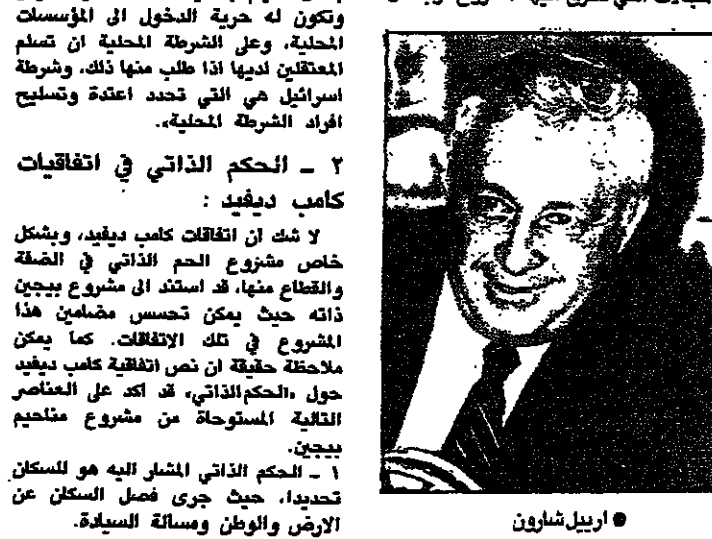 وتكون له حرية الدخول الى المؤسسات
المحلية، وعلى الشرطة المحلية ان تسلم
المعتقلين لديها اذا طلب منها ذلك، وشرطة
اسرائيل هي التي تحدد اعتدة وتسليح
افراد الشرطة المحلية».
٢ ـ الحكم الذاتي في اتفاقيات
كامب ديفيد :
لا شك ان اتفاقات كامب ديفيد، وبشكل
خاص مشروع الحم الذاتي في الضفة
والقطاع منها، قد استند الى مشروع بيجين
ذاته حيث يمكن تحسس مضامين هذا
المشروع في تلك الاتفاقات. كما يمكن
ملاحظة حقيقة ان نص اتفاقية كامب ديفيد
حول «الحكم الذاتي» قد اكد على العناصر
التالية المستوحاة من مشروع مناحيم
بيجين.
١ ـ الحكم الذاتي المشار اليه هو للسكان
تحديدا، حيث جرى فصل السكان عن
الارض والوطن ومسالة السيادة.
● ارييل شارون